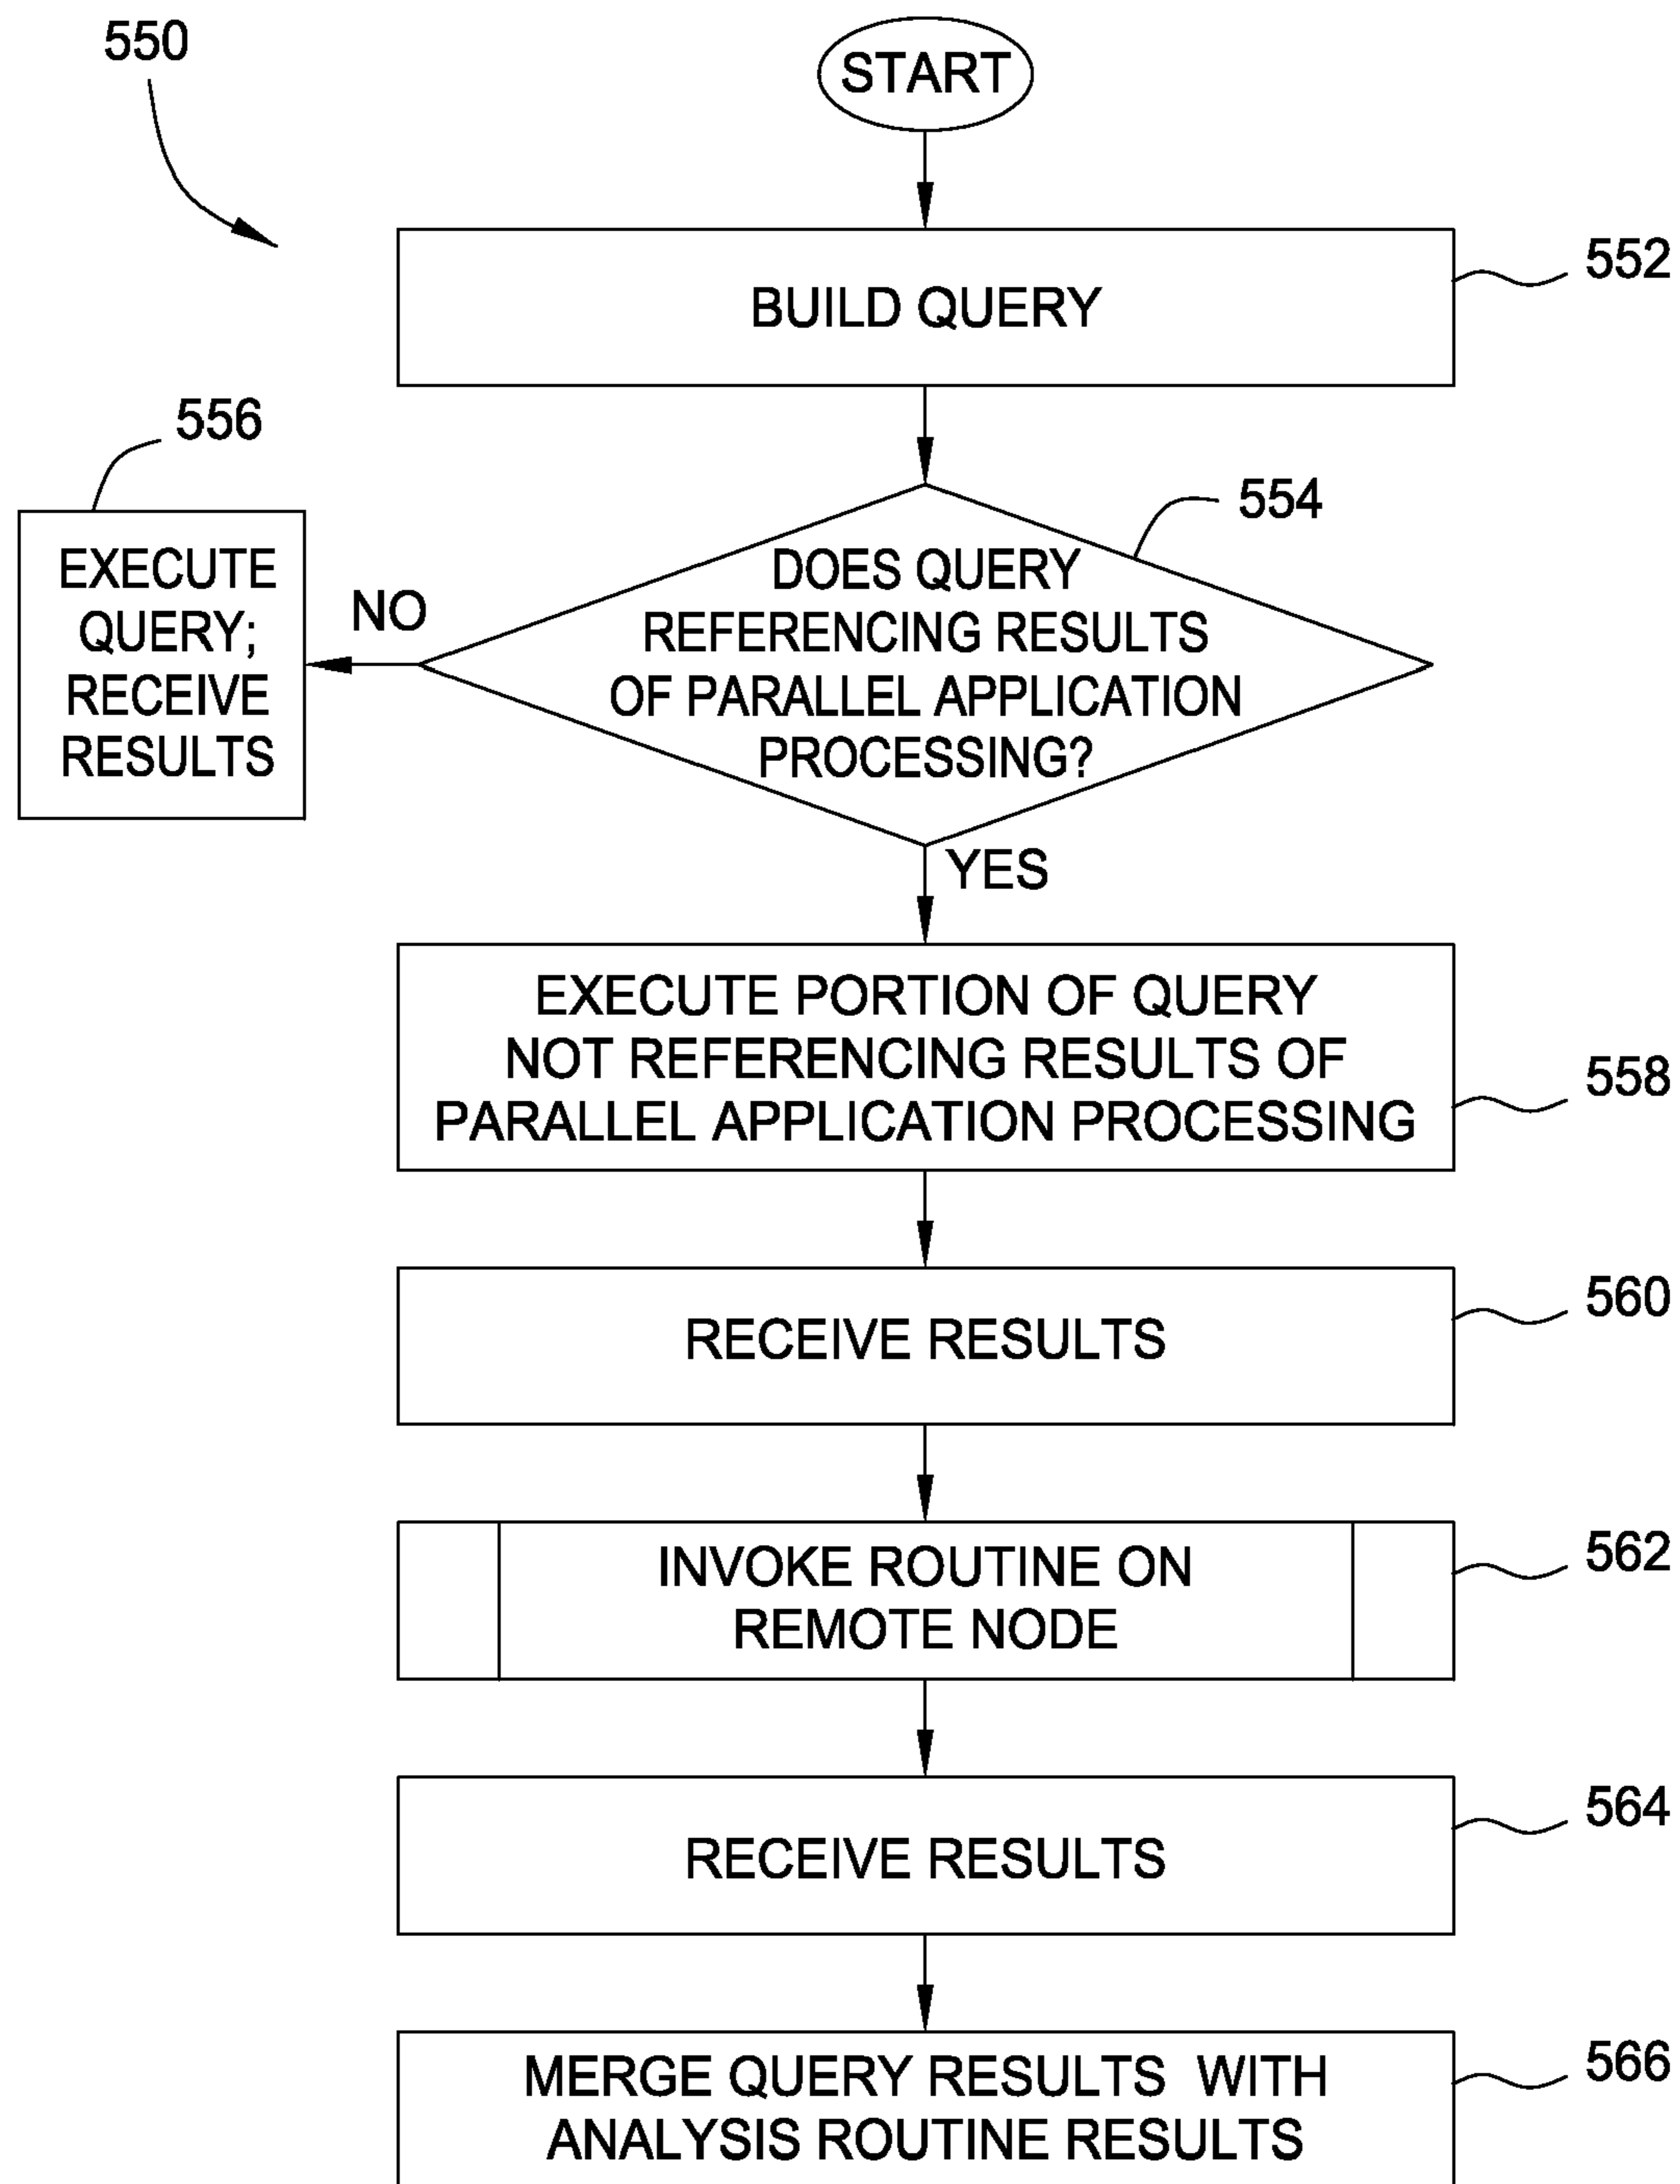 550
START
552
BUILD QUERY
556
554
EXECUTE
QUERY;
RECEIVE
RESULTS
NO
DOES QUERY
REFERENCING RESULTS
OF PARALLEL APPLICATION
PROCESSING?
YES
EXECUTE PORTION OF QUERY
NOT REFERENCING RESULTS OF
PARALLEL APPLICATION PROCESSING
558
560
RECEIVE RESULTS
562
INVOKE ROUTINE ON
REMOTE NODE
564
RECEIVE RESULTS
566
MERGE QUERY RESULTS WITH
ANALYSIS ROUTINE RESULTS